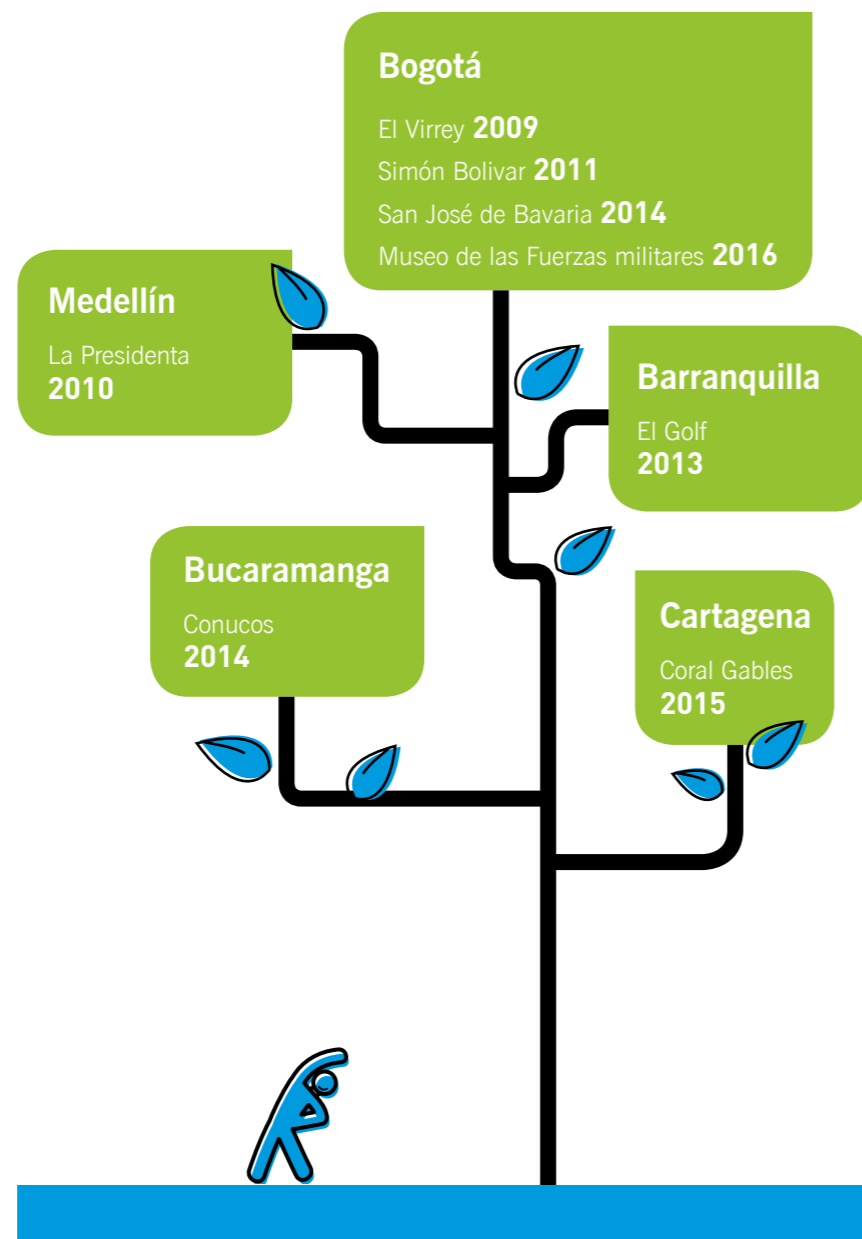 Bogotá
El Virrey 2009
Simón Bolivar 2011
San José de Bavaria 2014
Museo de las Fuerzas militares 2016
Medellín
La Presidenta
2010
Barranquilla
El Golf
2013
Bucaramanga
Conucos
2014
Cartagena
Coral Gables
2015